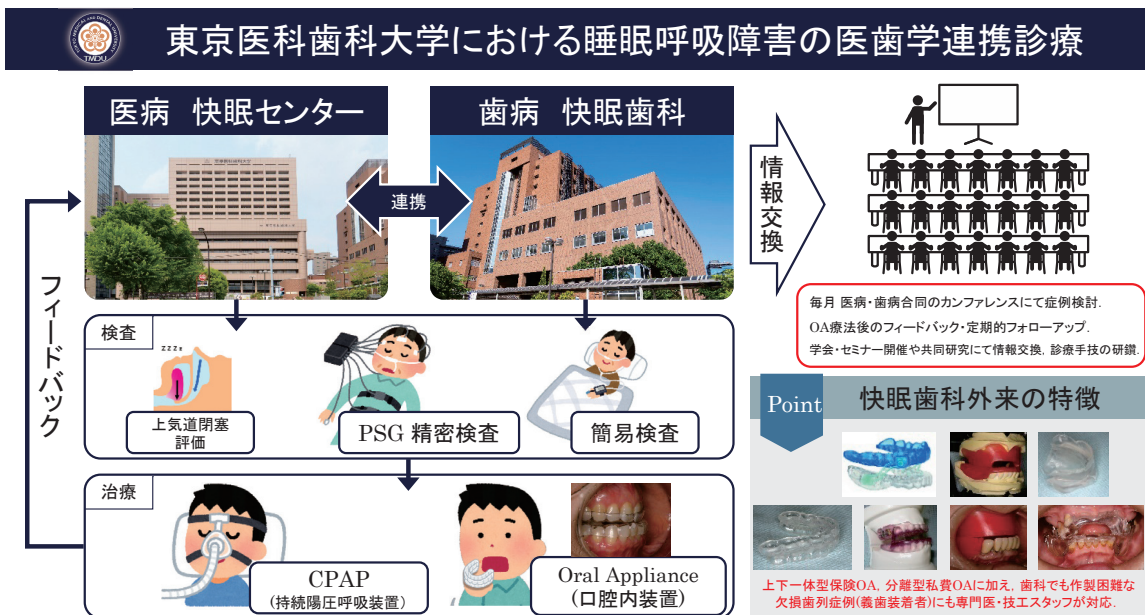 東京医科歯科大学における睡眠呼吸障害の医歯学連携診療
TOKYO MEDICAL AND DENTAL UNIVERSITY
TMDU
医病 快眠センター
歯病 快眠歯科
連携
情報交換
フィードバック
毎月 医病・歯病合同のカンファレンスにて症例検討.
OA療法後のフィードバック・定期的フォローアップ.
学会・セミナー開催や共同研究にて情報交換, 診療手技の研鑽.
検査
zzzz
上気道閉塞
評価
PSG 精密検査
簡易検査
治療
CPAP
(持続陽圧呼吸装置)
Oral Appliance
(口腔内装置)
Point
快眠歯科外来の特徴
上下一体型保険OA, 分離型私費OAに加え, 歯科でも作製困難な
欠損歯列症例(義歯装着者)にも専門医・技工スタッフが対応.